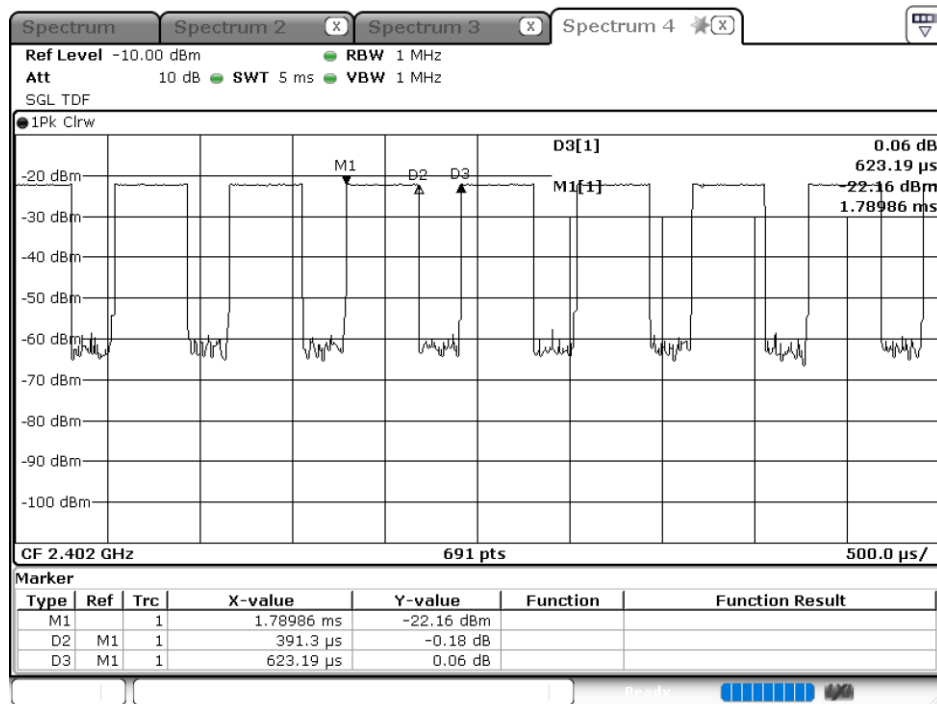 Spectrum Spectrum 2 X Spectrum 3 X Spectrum 4 X
Ref Level -10.00 dBm RBW 1 MHz
Att 10 dB SWT 5 ms VBW 1 MHz
SGL TDF
1Pk Clrw
D3[1] 0.06 dB
623.19 µs
M1[1] -22.16 dBm
1.78986 ms
M1
D2 D3
-20 dBm
-30 dBm
-40 dBm
-50 dBm
-60 dBm
-70 dBm
-80 dBm
-90 dBm
-100 dBm
CF 2.402 GHz 691 pts 500.0 µs/
Marker
Type Ref Trc X-value Y-value Function Function Result
M1 1 1.78986 ms -22.16 dBm
D2 M1 1 391.3 µs -0.18 dB
D3 M1 1 623.19 µs 0.06 dB
Ready